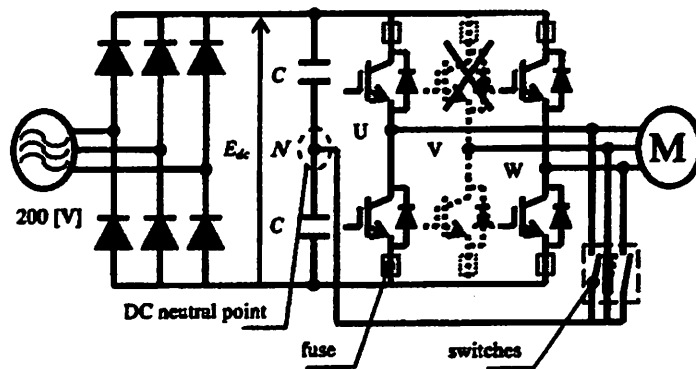 C
U
E_dc
N
V
M
W
200 [V]
C
DC neutral point
fuse
switches